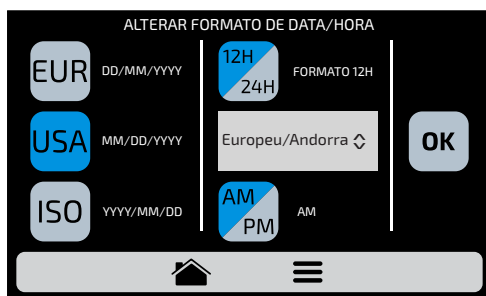 ALTERAR FORMATO DE DATA/HORA
EUR DD/MM/YYYY
USA MM/DD/YYYY
ISO YYYY/MM/DD
12H
24H
FORMATO 12H
Europeu/Andorra
AM
PM
AM
OK